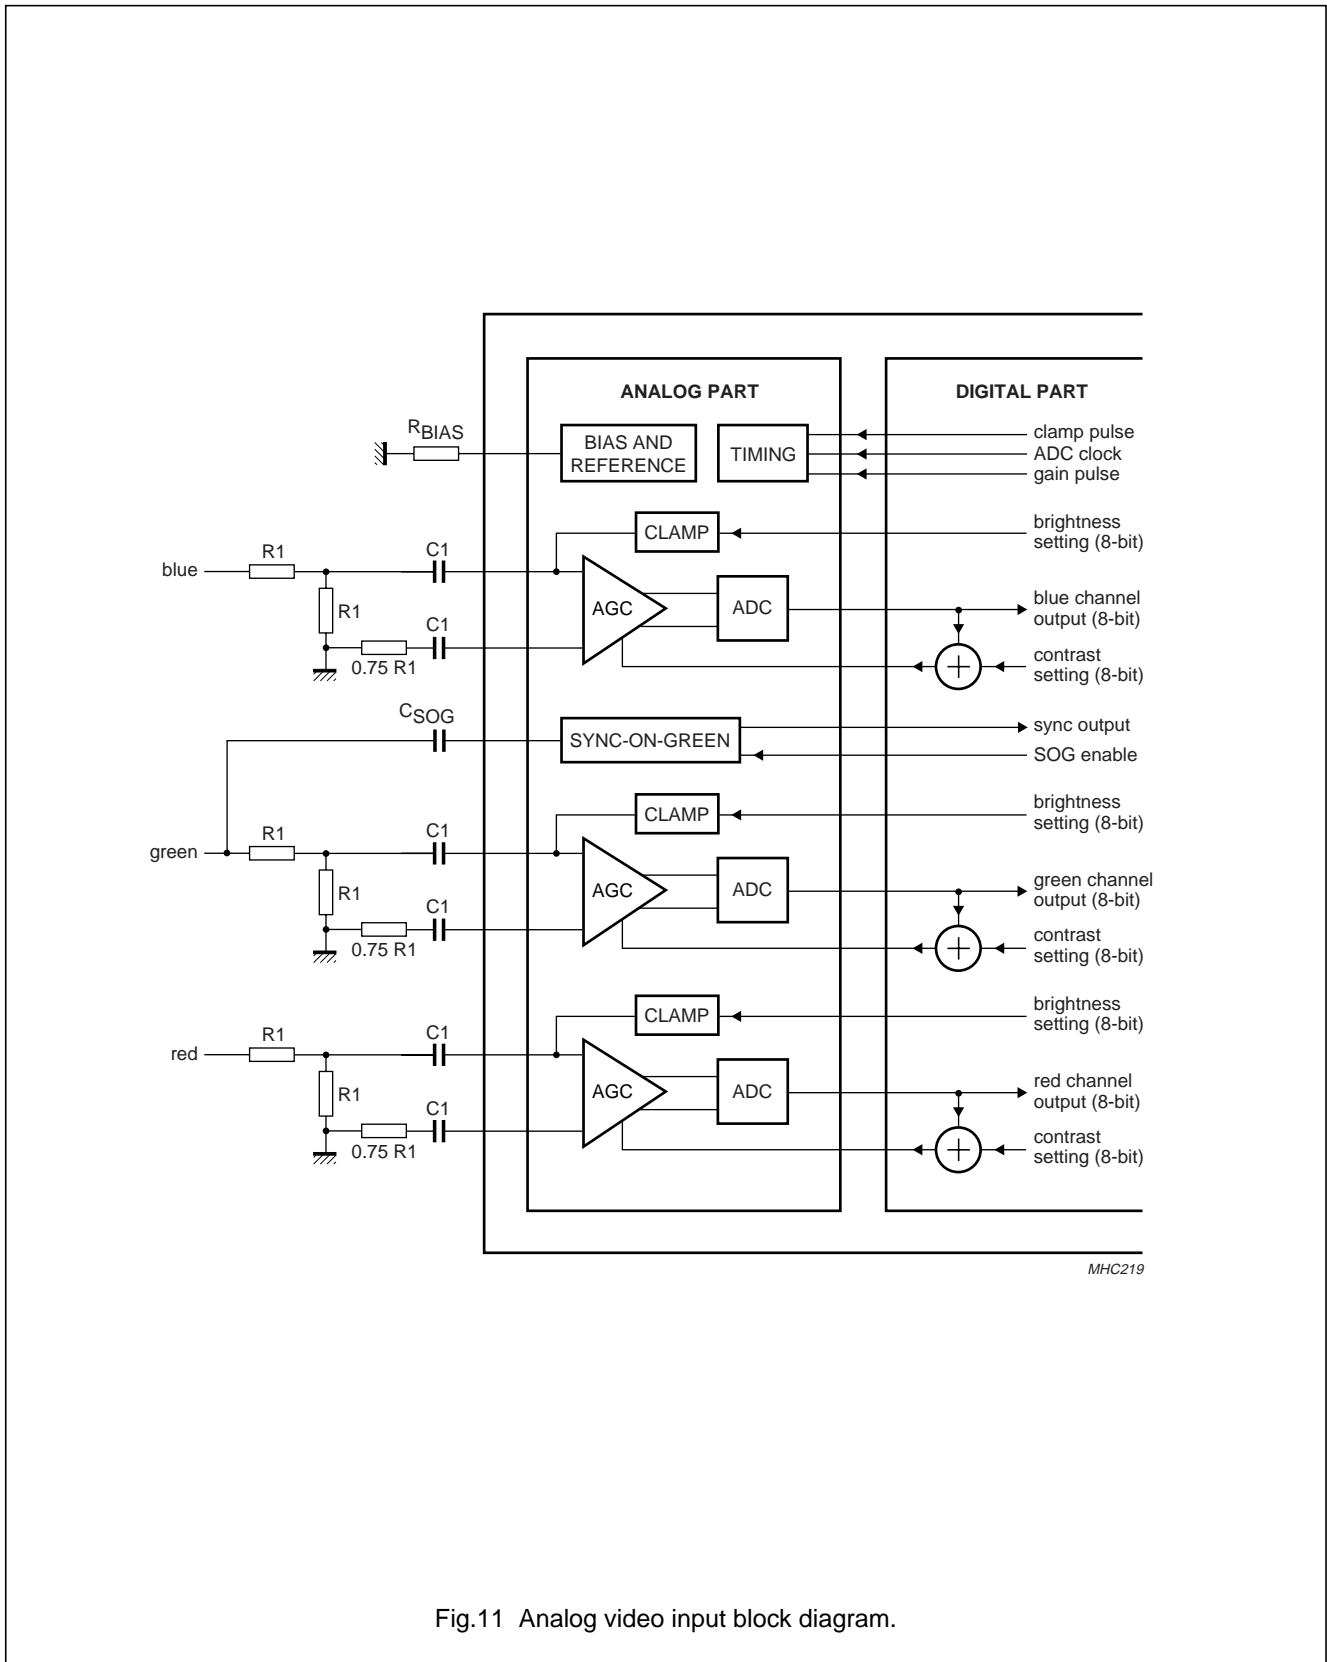 ANALOG PART
DIGITAL PART
RBIAS
BIAS AND
REFERENCE
TIMING
clamp pulse
ADC clock
gain pulse
CLAMP
brightness
setting (8-bit)
blue
R1
C1
R1
C1
0.75 R1
AGC
ADC
blue channel
output (8-bit)
contrast
setting (8-bit)
CSOG
SYNC-ON-GREEN
sync output
SOG enable
CLAMP
brightness
setting (8-bit)
green
R1
C1
R1
C1
0.75 R1
AGC
ADC
green channel
output (8-bit)
contrast
setting (8-bit)
CLAMP
brightness
setting (8-bit)
red
R1
C1
R1
C1
0.75 R1
AGC
ADC
red channel
output (8-bit)
contrast
setting (8-bit)
MHC219
Fig.11 Analog video input block diagram.